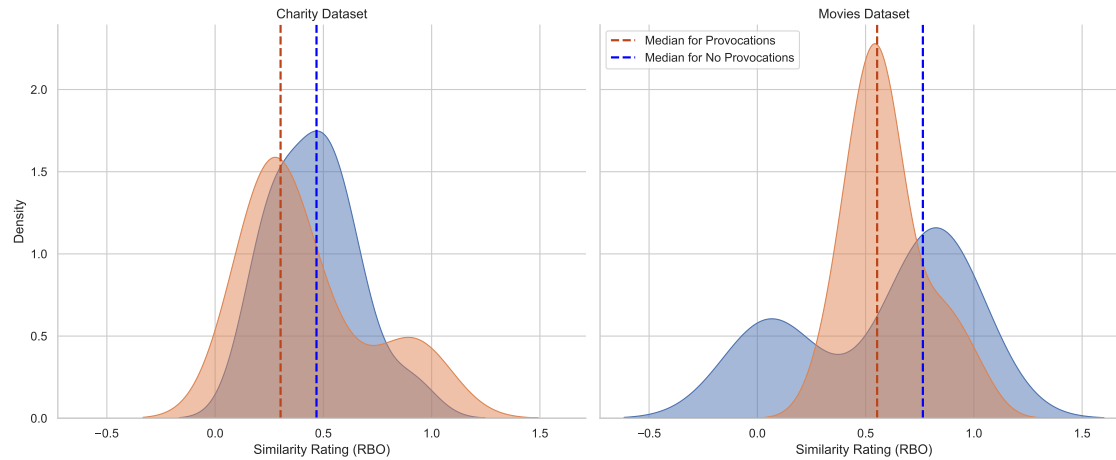 Charity Dataset
Movies Dataset
Median for Provocations
Median for No Provocations
Density
2.0
1.5
1.0
0.5
0.0
−0.5
0.0
0.5
1.0
1.5
−0.5
0.0
0.5
1.0
1.5
Similarity Rating (RBO)
Similarity Rating (RBO)